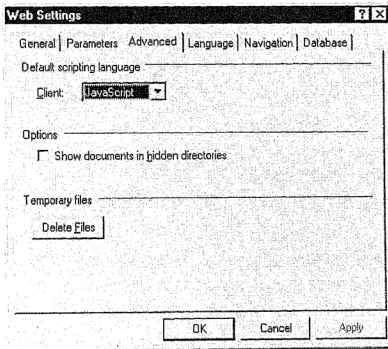 Web Settings
General Parameters Advanced Language Navigation Database
Default scripting language
Client: JavaScript
Options
Show documents in hidden directories
Temporary files
Delete Files
OK Cancel Apply